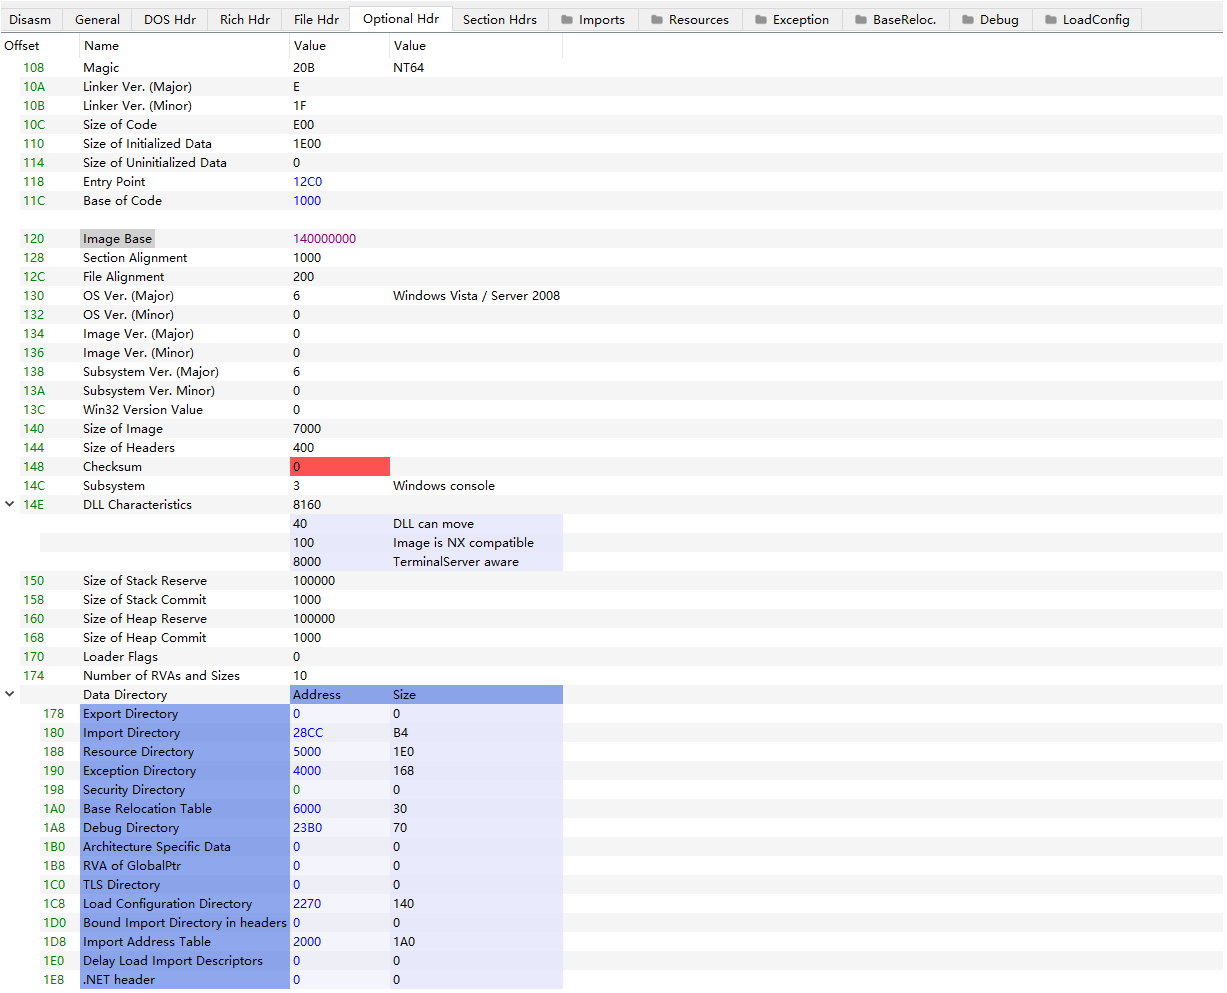 Disasm General DOS Hdr Rich Hdr File Hdr Optional Hdr Section Hdrs Imports Resources Exception BaseReloc. Debug LoadConfig
Offset Name Value Value
108 Magic 20B NT64
10A Linker Ver. (Major) E
10B Linker Ver. (Minor) 1F
10C Size of Code E00
110 Size of Initialized Data 1E00
114 Size of Uninitialized Data 0
118 Entry Point 12C0
11C Base of Code 1000
120 Image Base 140000000
128 Section Alignment 1000
12C File Alignment 200
130 OS Ver. (Major) 6 Windows Vista / Server 2008
132 OS Ver. (Minor) 0
134 Image Ver. (Major) 0
136 Image Ver. (Minor) 0
138 Subsystem Ver. (Major) 6
13A Subsystem Ver. Minor) 0
13C Win32 Version Value 0
140 Size of Image 7000
144 Size of Headers 400
148 Checksum 0
14C Subsystem 3 Windows console
14E DLL Characteristics 8160
40 DLL can move
100 Image is NX compatible
8000 TerminalServer aware
150 Size of Stack Reserve 100000
158 Size of Stack Commit 1000
160 Size of Heap Reserve 100000
168 Size of Heap Commit 1000
170 Loader Flags 0
174 Number of RVAs and Sizes 10
Data Directory Address Size
178 Export Directory 0 0
180 Import Directory 28CC B4
188 Resource Directory 5000 1E0
190 Exception Directory 4000 168
198 Security Directory 0 0
1A0 Base Relocation Table 6000 30
1A8 Debug Directory 23B0 70
1B0 Architecture Specific Data 0 0
1B8 RVA of GlobalPtr 0 0
1C0 TLS Directory 0 0
1C8 Load Configuration Directory 2270 140
1D0 Bound Import Directory in headers 0 0
1D8 Import Address Table 2000 1A0
1E0 Delay Load Import Descriptors 0 0
1E8 .NET header 0 0